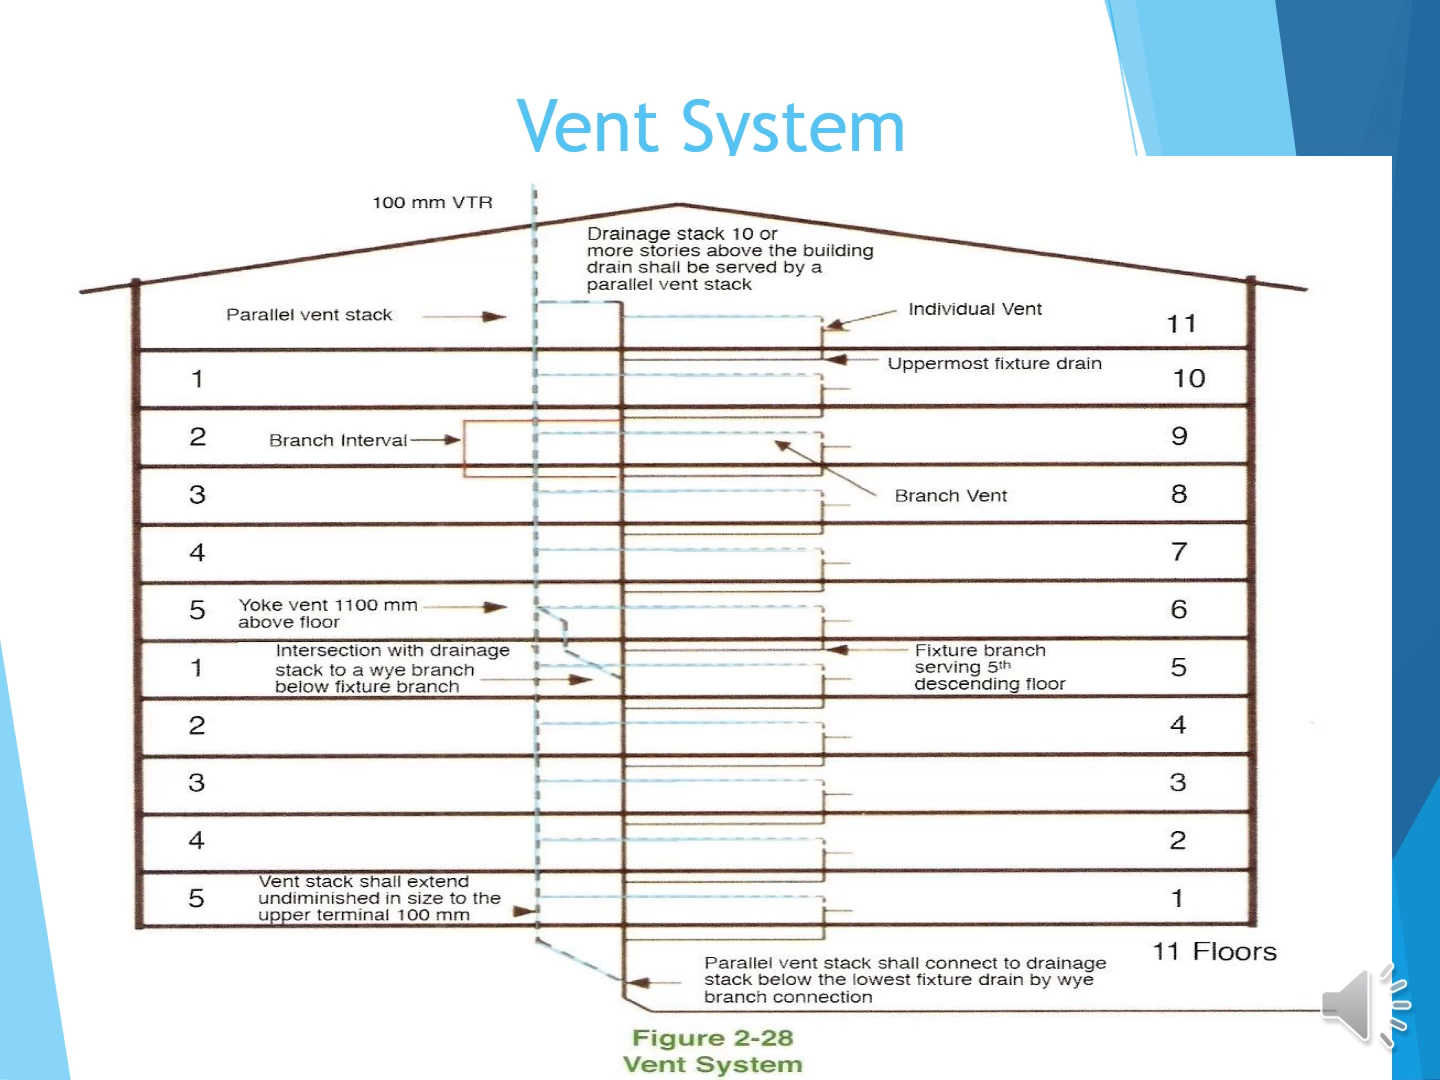 Vent System
100 mm VTR
Drainage stack 10 or
more stories above the building
drain shall be served by a
parallel vent stack
Parallel vent stack
Individual Vent
11
Uppermost fixture drain
1
10
2
Branch Interval
9
3
Branch Vent
8
4
7
5
Yoke vent 1100 mm
above floor
6
1
Intersection with drainage
stack to a wye branch
below fixture branch
Fixture branch
serving 5th
descending floor
5
2
4
3
3
4
2
5
Vent stack shall extend
undiminished in size to the
upper terminal 100 mm
1
11 Floors
Parallel vent stack shall connect to drainage
stack below the lowest fixture drain by wye
branch connection
Figure 2-28
Vent System